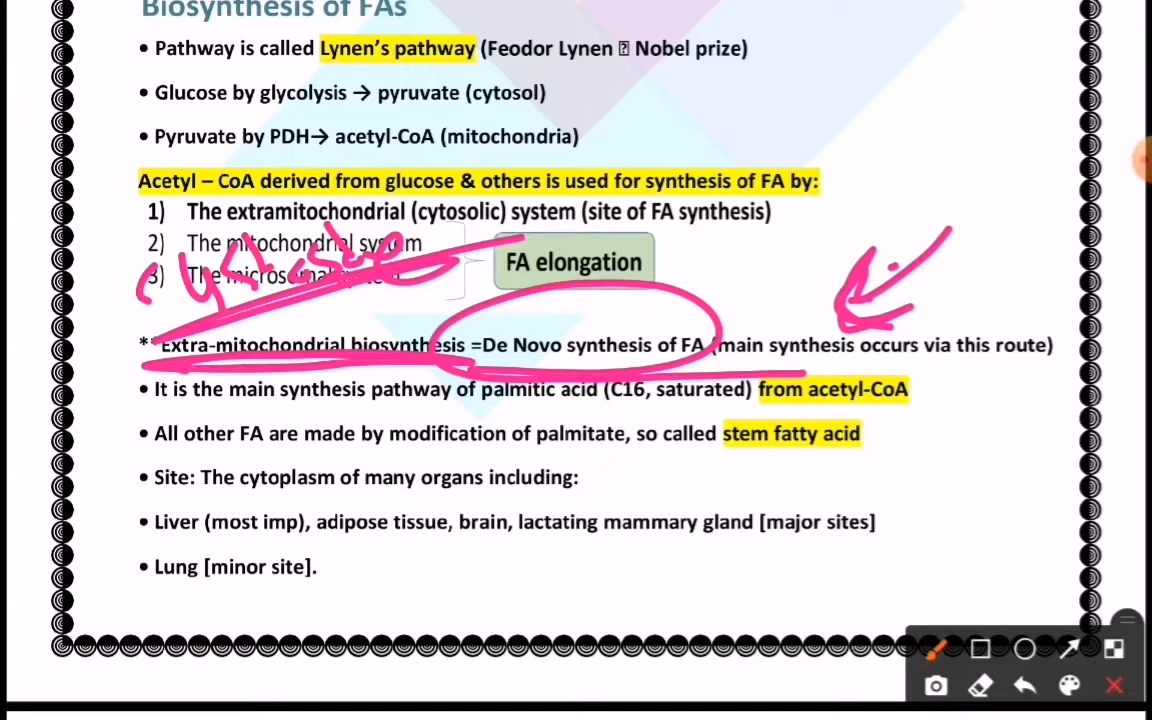 Biosynthesis of FAs
• Pathway is called Lynen's pathway (Feodor Lynen Nobel prize)
• Glucose by glycolysis → pyruvate (cytosol)
• Pyruvate by PDH→ acetyl-CoA (mitochondria)
Acetyl – CoA derived from glucose & others is used for synthesis of FA by:
1) The extramitochondrial (cytosolic) system (site of FA synthesis)
2) The mitochondrial system
3) The microsomal system
FA elongation
**Extra-mitochondrial biosynthesis =De Novo synthesis of FA (main synthesis occurs via this route)
• It is the main synthesis pathway of palmitic acid (C16, saturated) from acetyl-CoA
• All other FA are made by modification of palmitate, so called stem fatty acid
• Site: The cytoplasm of many organs including:
• Liver (most imp), adipose tissue, brain, lactating mammary gland [major sites]
• Lung [minor site].